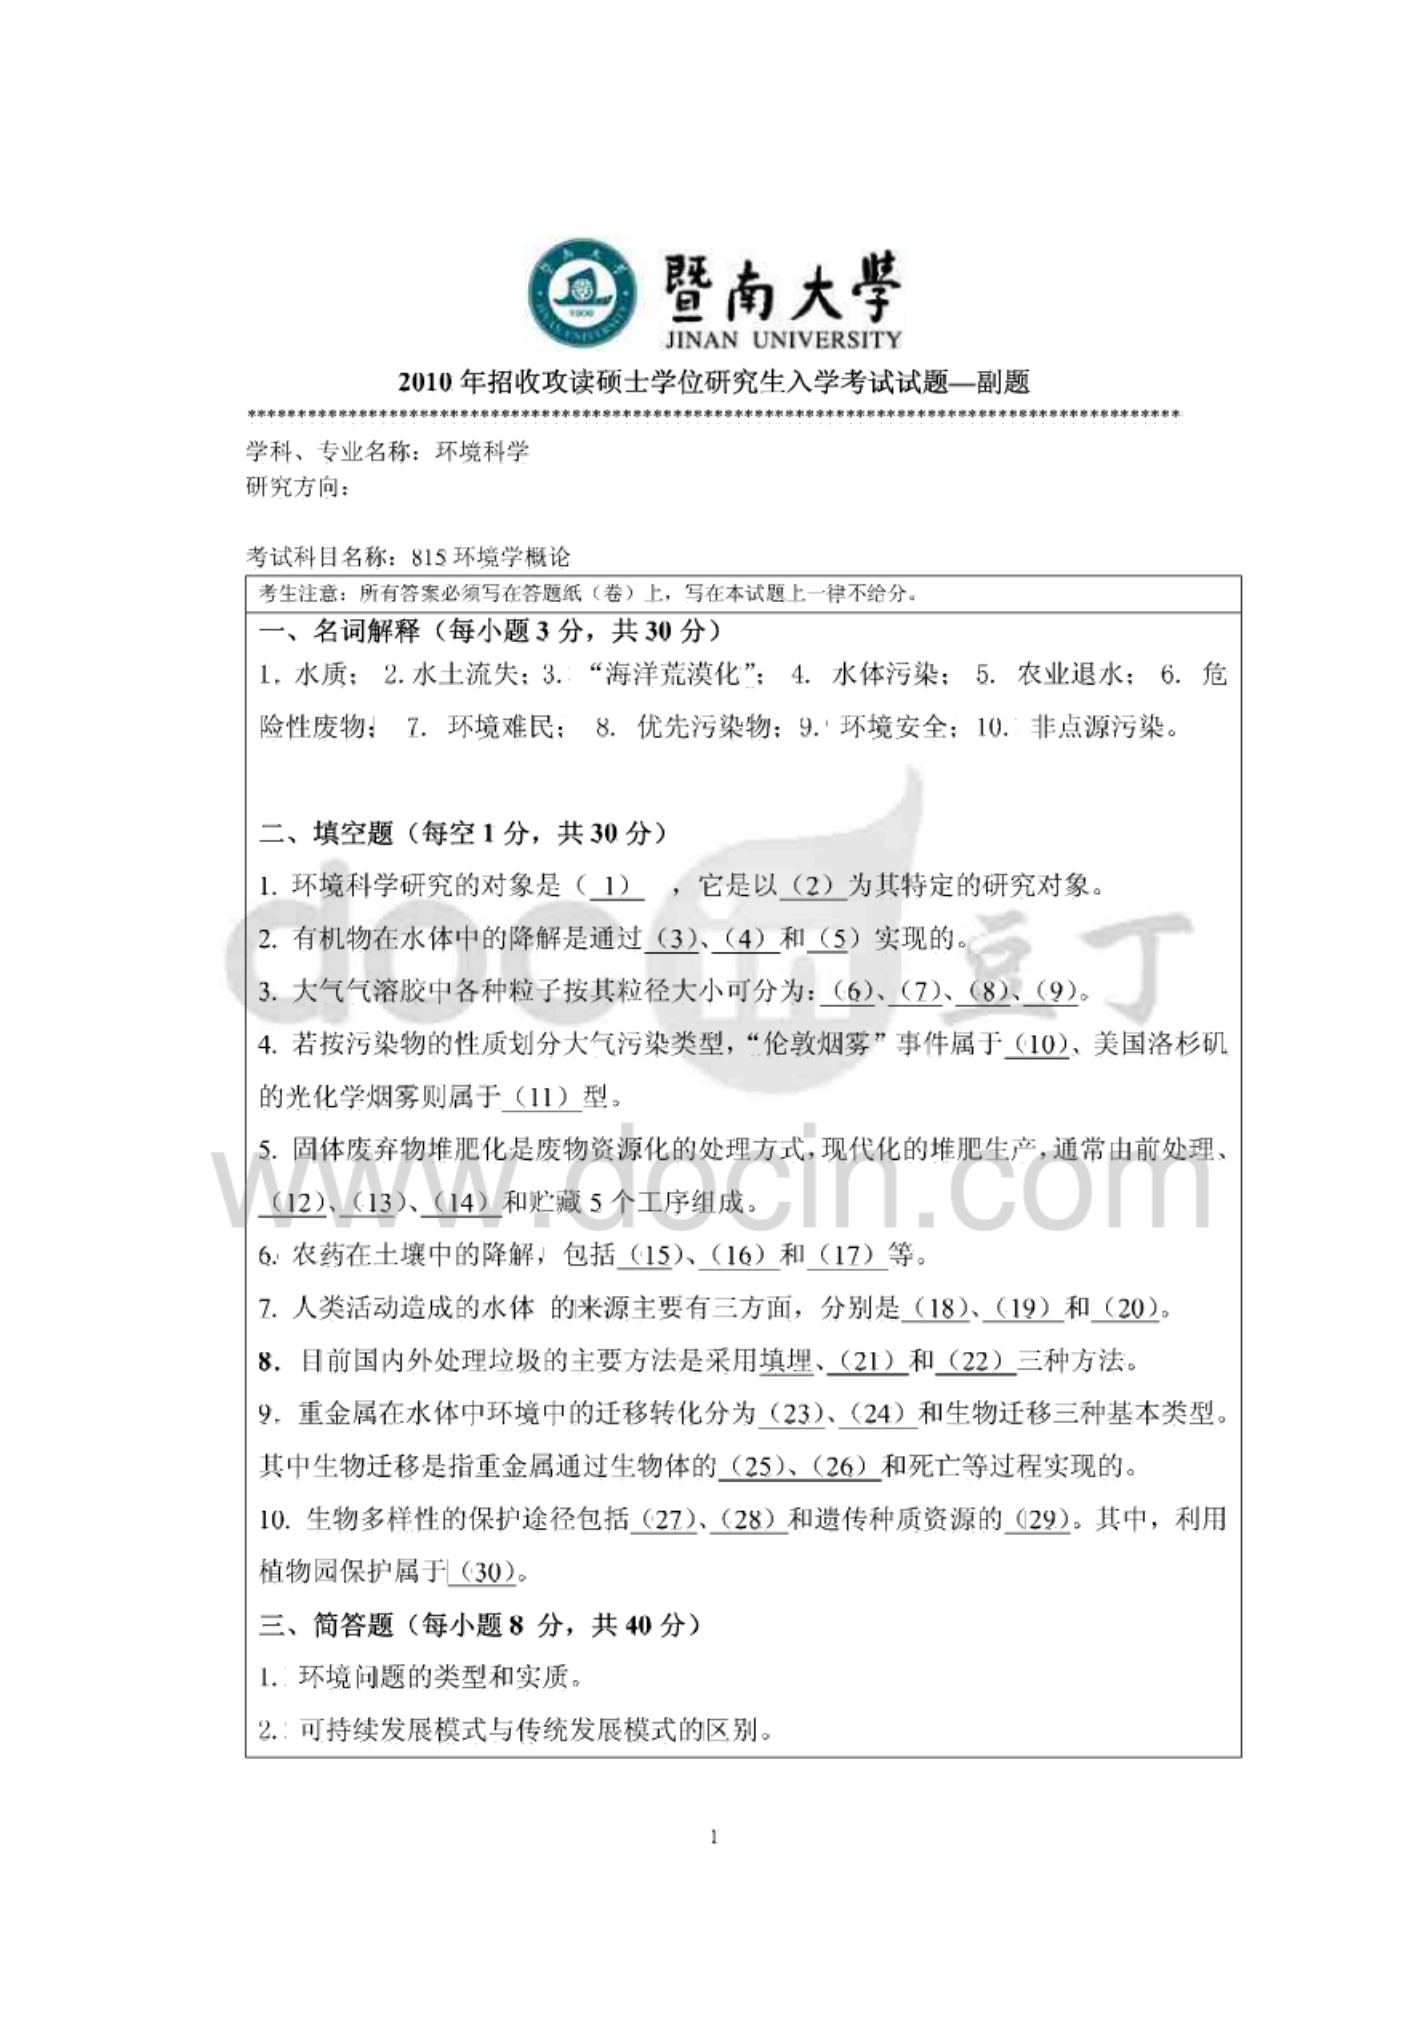 暨南大學
JINAN UNIVERSITY
2010 年招收攻读硕士学位研究生入学考试试题—副题
********************************************************************************************
学科、专业名称：环境科学
研究方向：
考试科目名称：815 环境学概论
考生注意：所有答案必须写在答题纸（卷）上，写在本试题上一律不给分。
一、名词解释（每小题 3 分，共 30 分）
1. 水质； 2. 水土流失；3. “海洋荒漠化”； 4. 水体污染； 5. 农业退水； 6. 危
险性废物； 7. 环境难民； 8. 优先污染物；9. 环境安全；10. 非点源污染。
二、填空题（每空 1 分，共 30 分）
1. 环境科学研究的对象是（ 1） ，它是以（2）为其特定的研究对象。
2. 有机物在水体中的降解是通过（3）、（4）和（5）实现的。
3. 大气气溶胶中各种粒子按其粒径大小可分为：（6）、（7）、（8）、（9）。
4. 若按污染物的性质划分大气污染类型，“伦敦烟雾”事件属于（10）、美国洛杉矶
的光化学烟雾则属于（11）型。
5. 固体废弃物堆肥化是废物资源化的处理方式，现代化的堆肥生产，通常由前处理、
（12）、（13）、（14）和贮藏 5 个工序组成。
6. 农药在土壤中的降解，包括（15）、（16）和（17）等。
7. 人类活动造成的水体 的来源主要有三方面，分别是（18）、（19）和（20）。
8. 目前国内外处理垃圾的主要方法是采用填埋、（21）和（22）三种方法。
9. 重金属在水体中环境中的迁移转化分为（23）、（24）和生物迁移三种基本类型。
其中生物迁移是指重金属通过生物体的（25）、（26）和死亡等过程实现的。
10. 生物多样性的保护途径包括（27）、（28）和遗传种质资源的（29）。其中，利用
植物园保护属于（30）。
三、简答题（每小题 8 分，共 40 分）
1. 环境问题的类型和实质。
2. 可持续发展模式与传统发展模式的区别。
docin 豆丁
www.docin.com
1